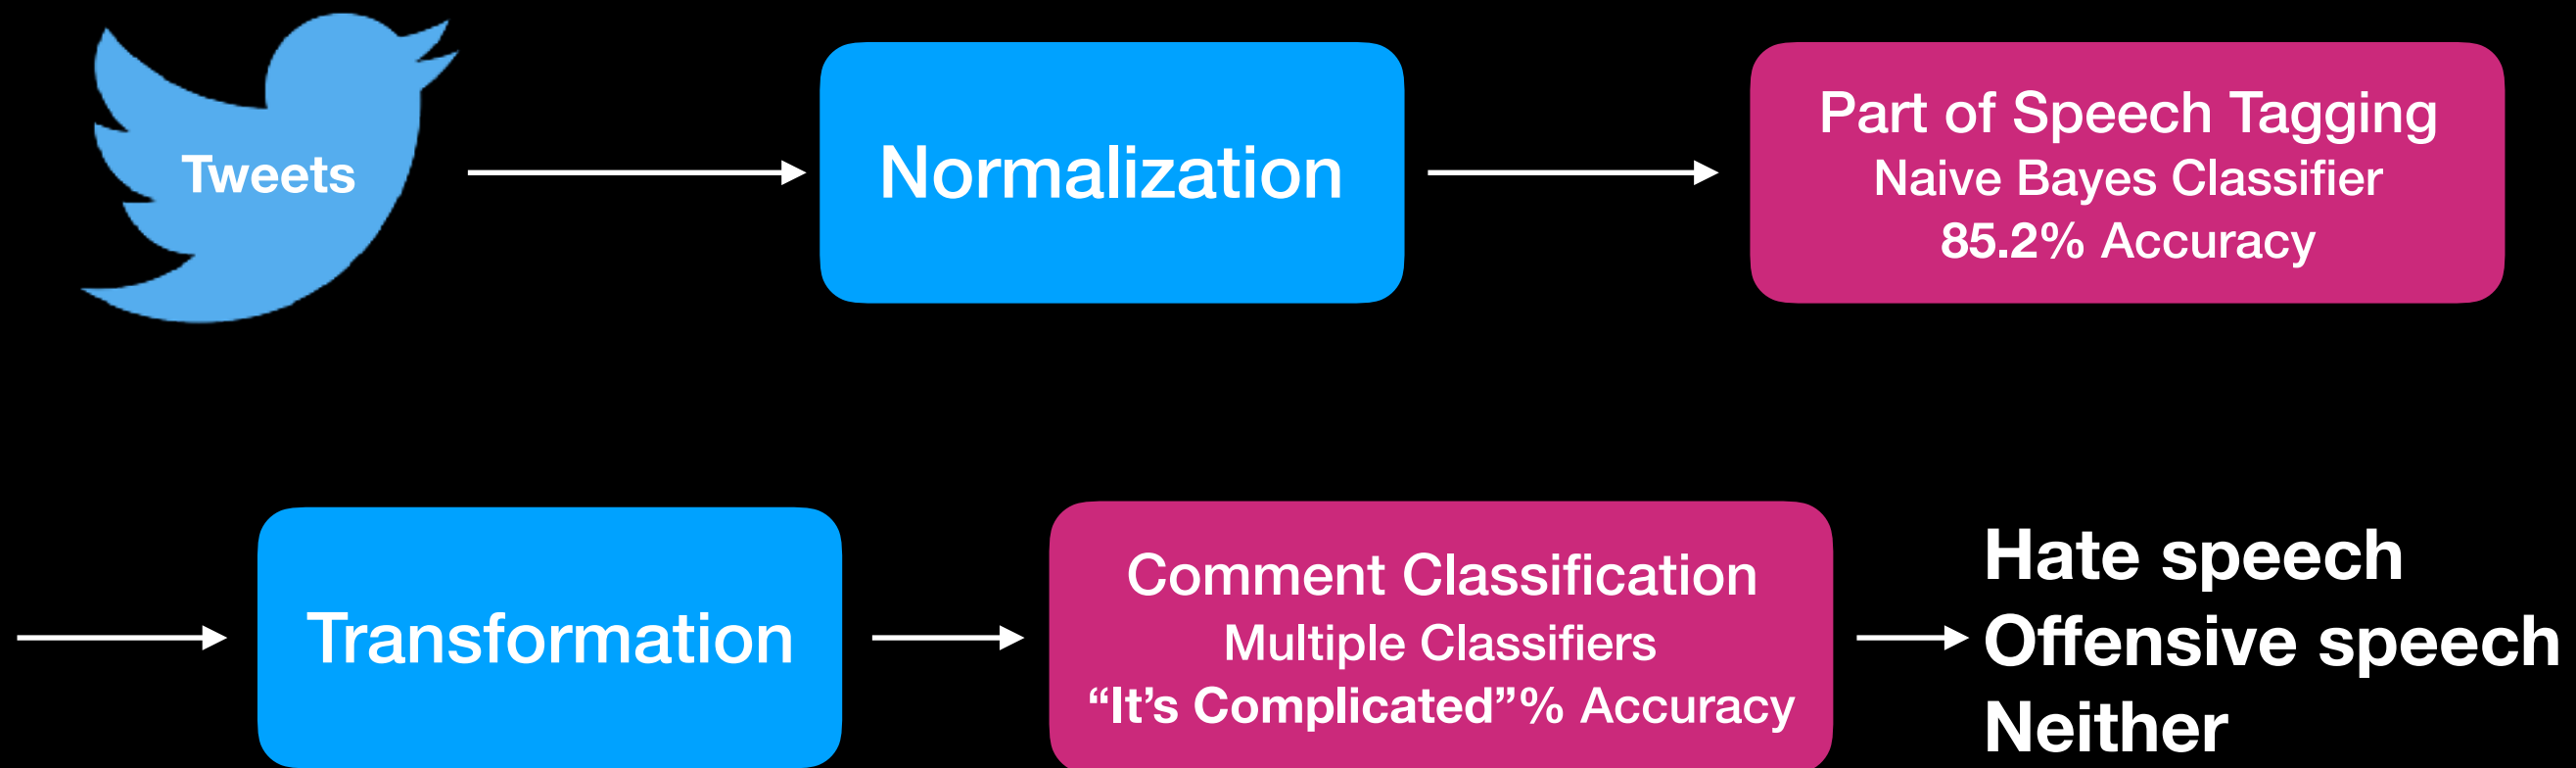 Tweets
Normalization
Part of Speech Tagging
Naive Bayes Classifier
85.2% Accuracy
Transformation
Comment Classification
Multiple Classifiers
“It’s Complicated”% Accuracy
Hate speech
Offensive speech
Neither